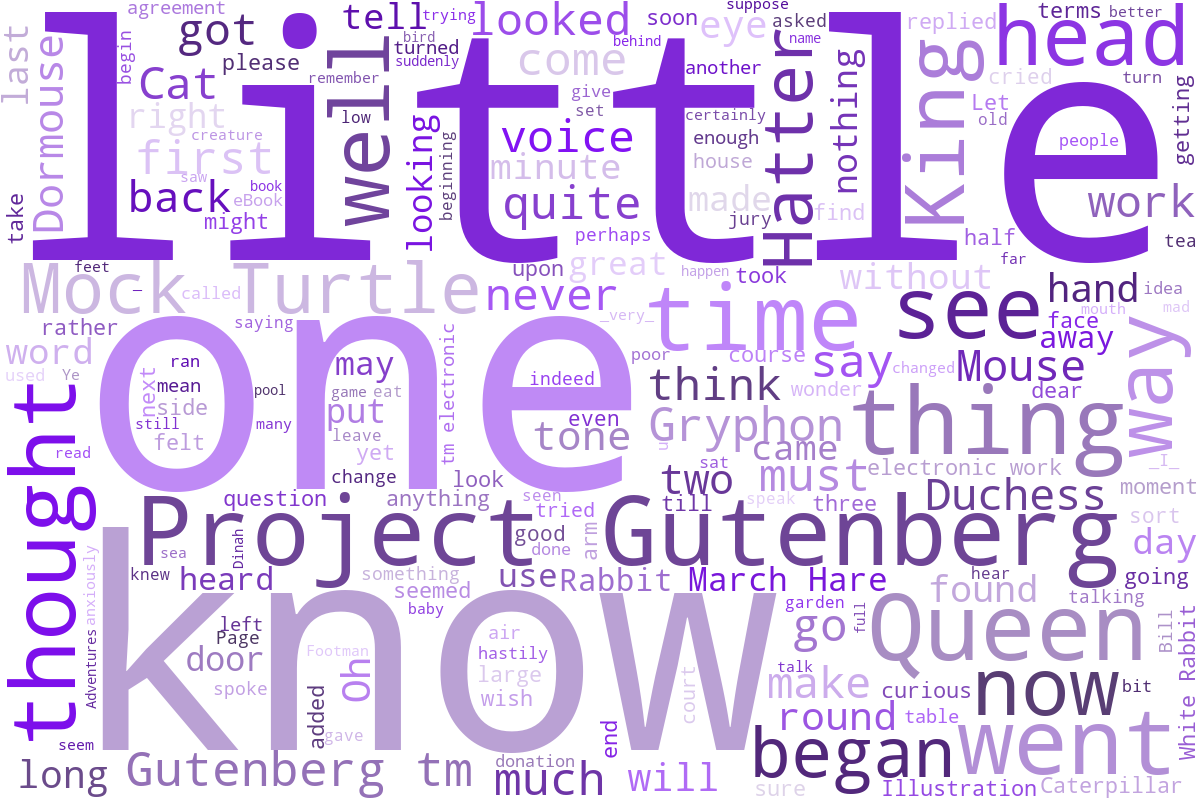 agreement
tell
trying
looked
soon
suppose
eye
asked
better
terms
replied
head
last
begin
got
well
bird
turned
suddenly
behind
come
name
another
Hatter
nothing
King
cried
turn
getting
Dormouse
please
Cat
remember
little
give
set
Let
old
right
creature
low
looking
beginning
voice
certainly
enough
people
first
saw
minute
house
book
back
eBook
might
quite
made
jury
find
work
take
perhaps
half
tea
feet
Mock Turtle
–
called
upon
great
happen
took
without
far
never
see
hand
idea
rather
saying
_very_
time
mouth
mad
way
word
ran
may
one
poor
course
say
face
away
used
Ye
next
mean
pool
game
eat
indeed
think
wonder
changed
Mouse
dear
side
put
tm electronic
even
thought
still
many
tone
Gryphon
thing
felt
leave
yet
u
came
read
change
look
two
sat
must
electronic work
_I_
question
anything
seen
tried
till
speak
three
Duchess
moment
Project Gutenberg
good
arm
sort
sea
Dinah
done
day
anxiously
knew
heard
something
use
Rabbit
March Hare
hear
going
seemed
found
talking
baby
know
garden
full
left
Page
air
go
Queen
Bill
White Rabbit
door
Footman
Oh
hastily
Adventures
spoke
large
court
talk
wish
make
curious
now
bit
added
gave
round
table
seem
end
began
went
long
Gutenberg tm
donation
much
will
sure
Illustration
Caterpillar